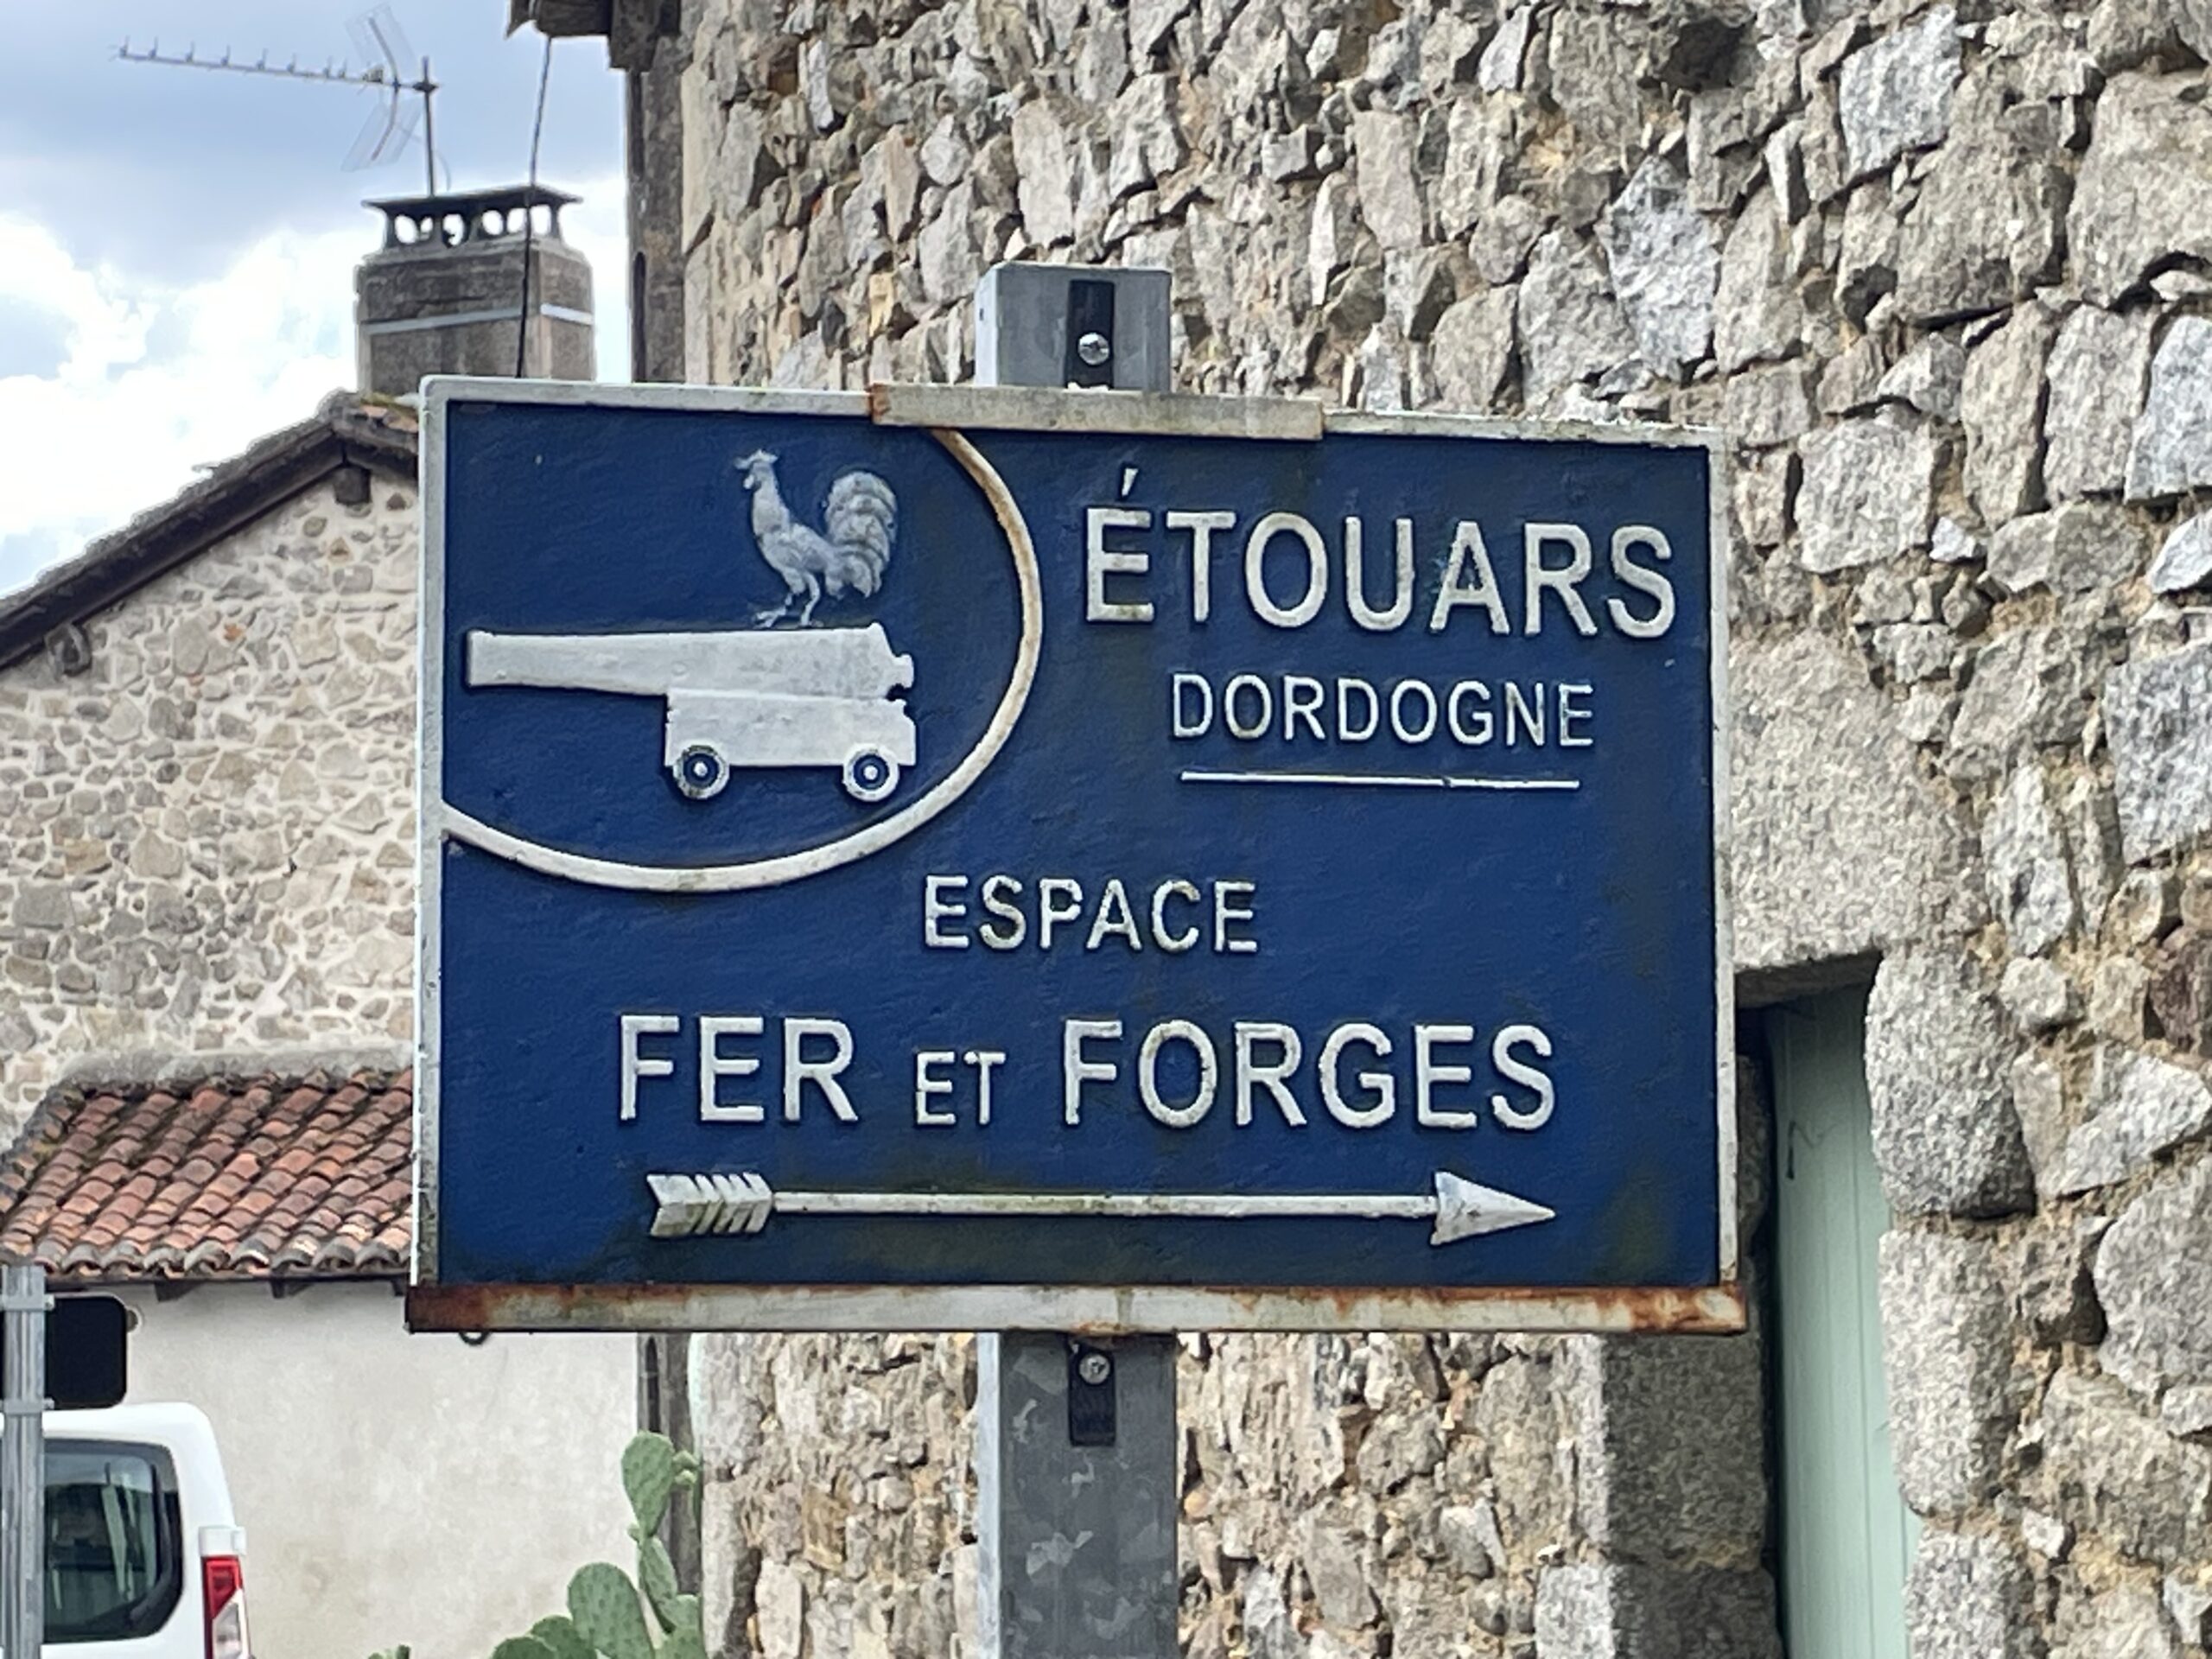 ÉTOUARS
DORDOGNE
ESPACE
FER ET FORGES